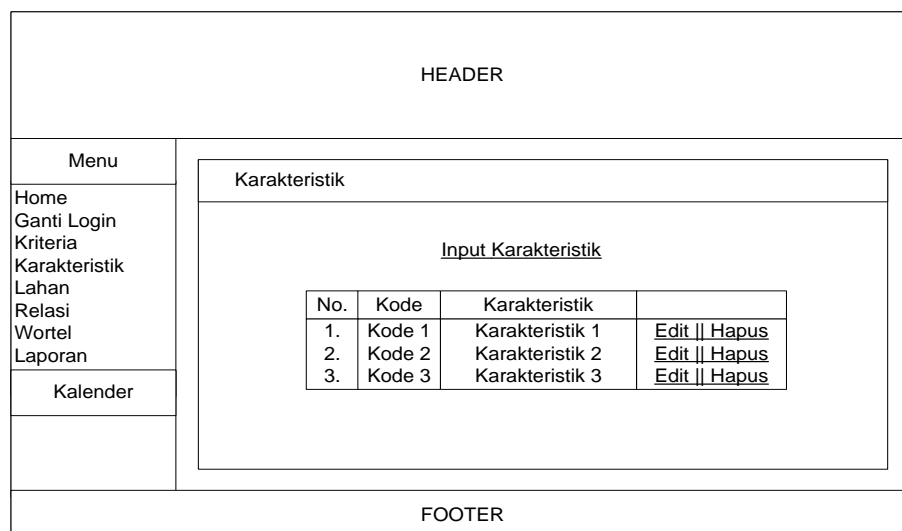 HEADER
Menu
Home
Ganti Login
Kriteria
Karakteristik
Lahan
Relasi
Wortel
Laporan
Kalender
Karakteristik
Input Karakteristik
No. Kode Karakteristik
1. Kode 1 Karakteristik 1 Edit || Hapus
2. Kode 2 Karakteristik 2 Edit || Hapus
3. Kode 3 Karakteristik 3 Edit || Hapus
FOOTER